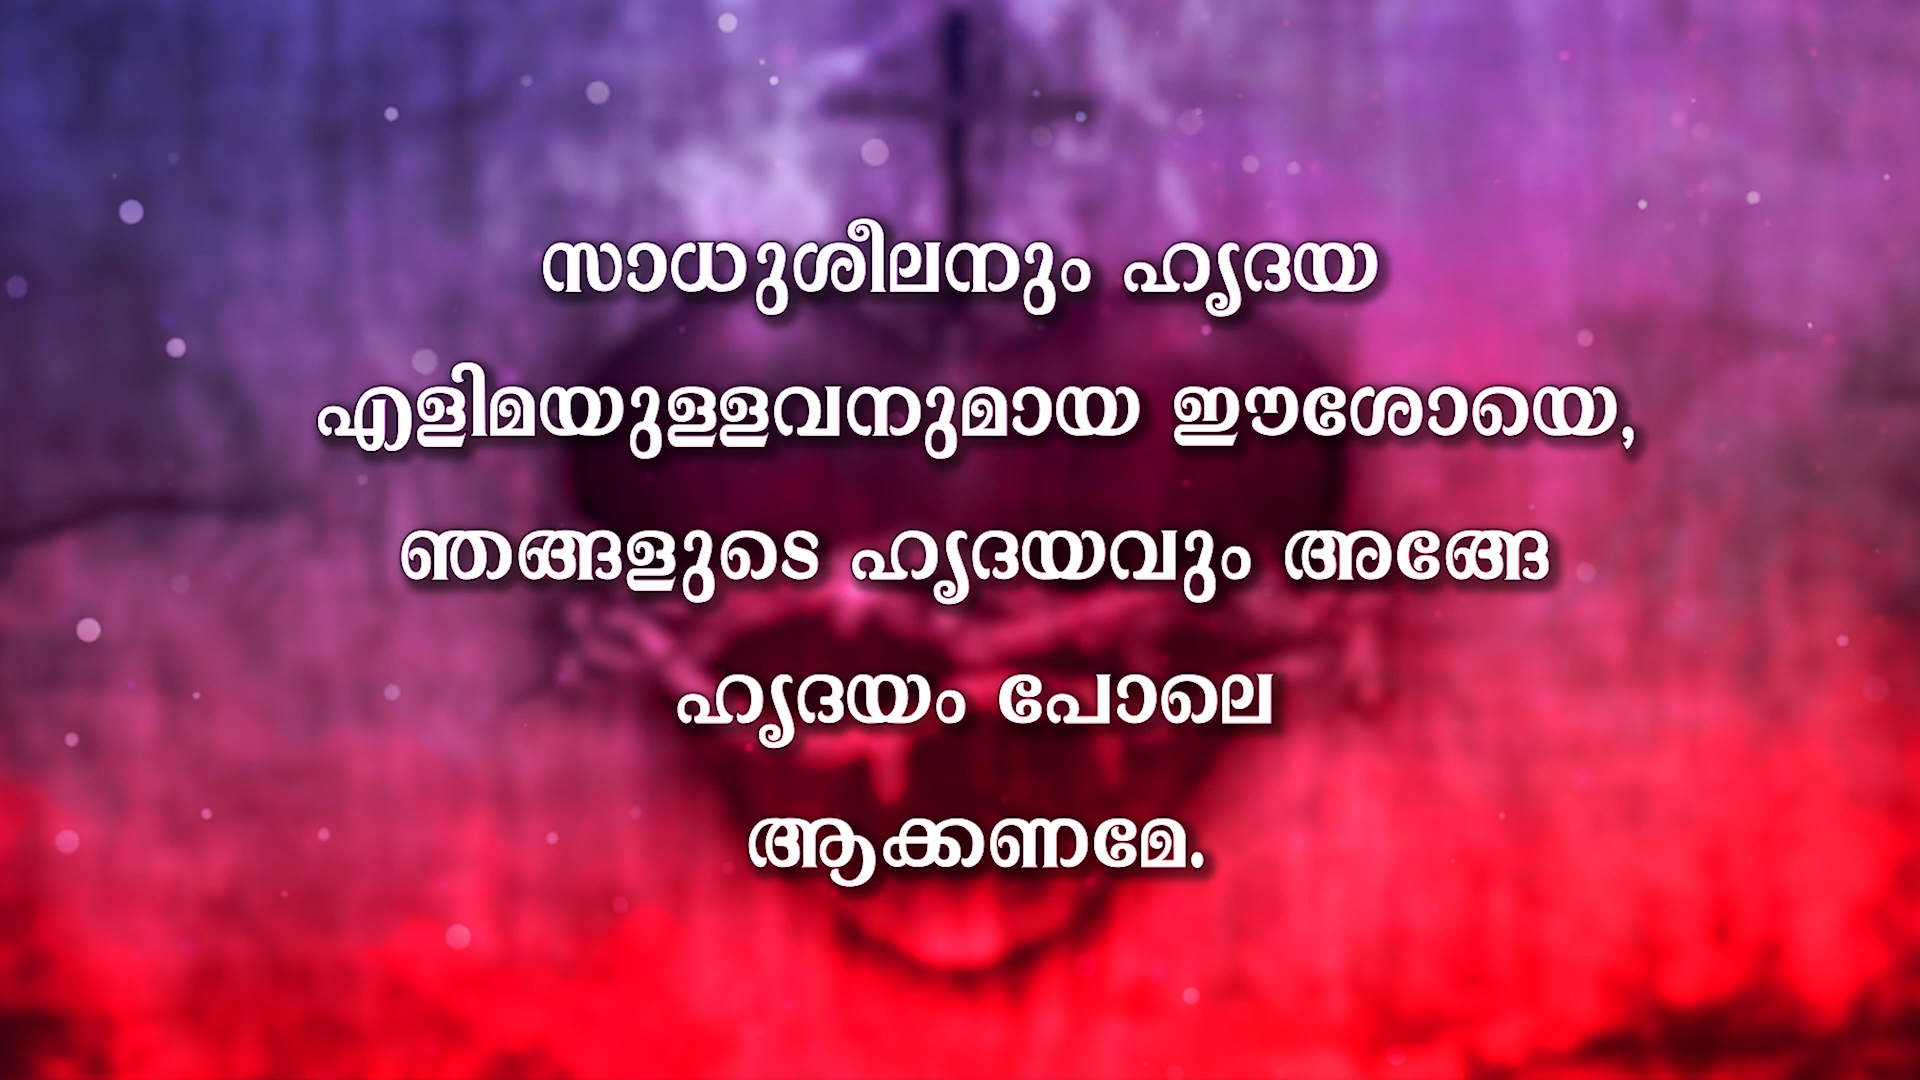 സാധുശീലനും ഹൃദയ
എളിമയുള്ളവനുമായ ഈശോയെ,
ഞങ്ങളുടെ ഹൃദയവും അങ്ങേ
ഹൃദയം പോലെ
ആക്കണമേ.